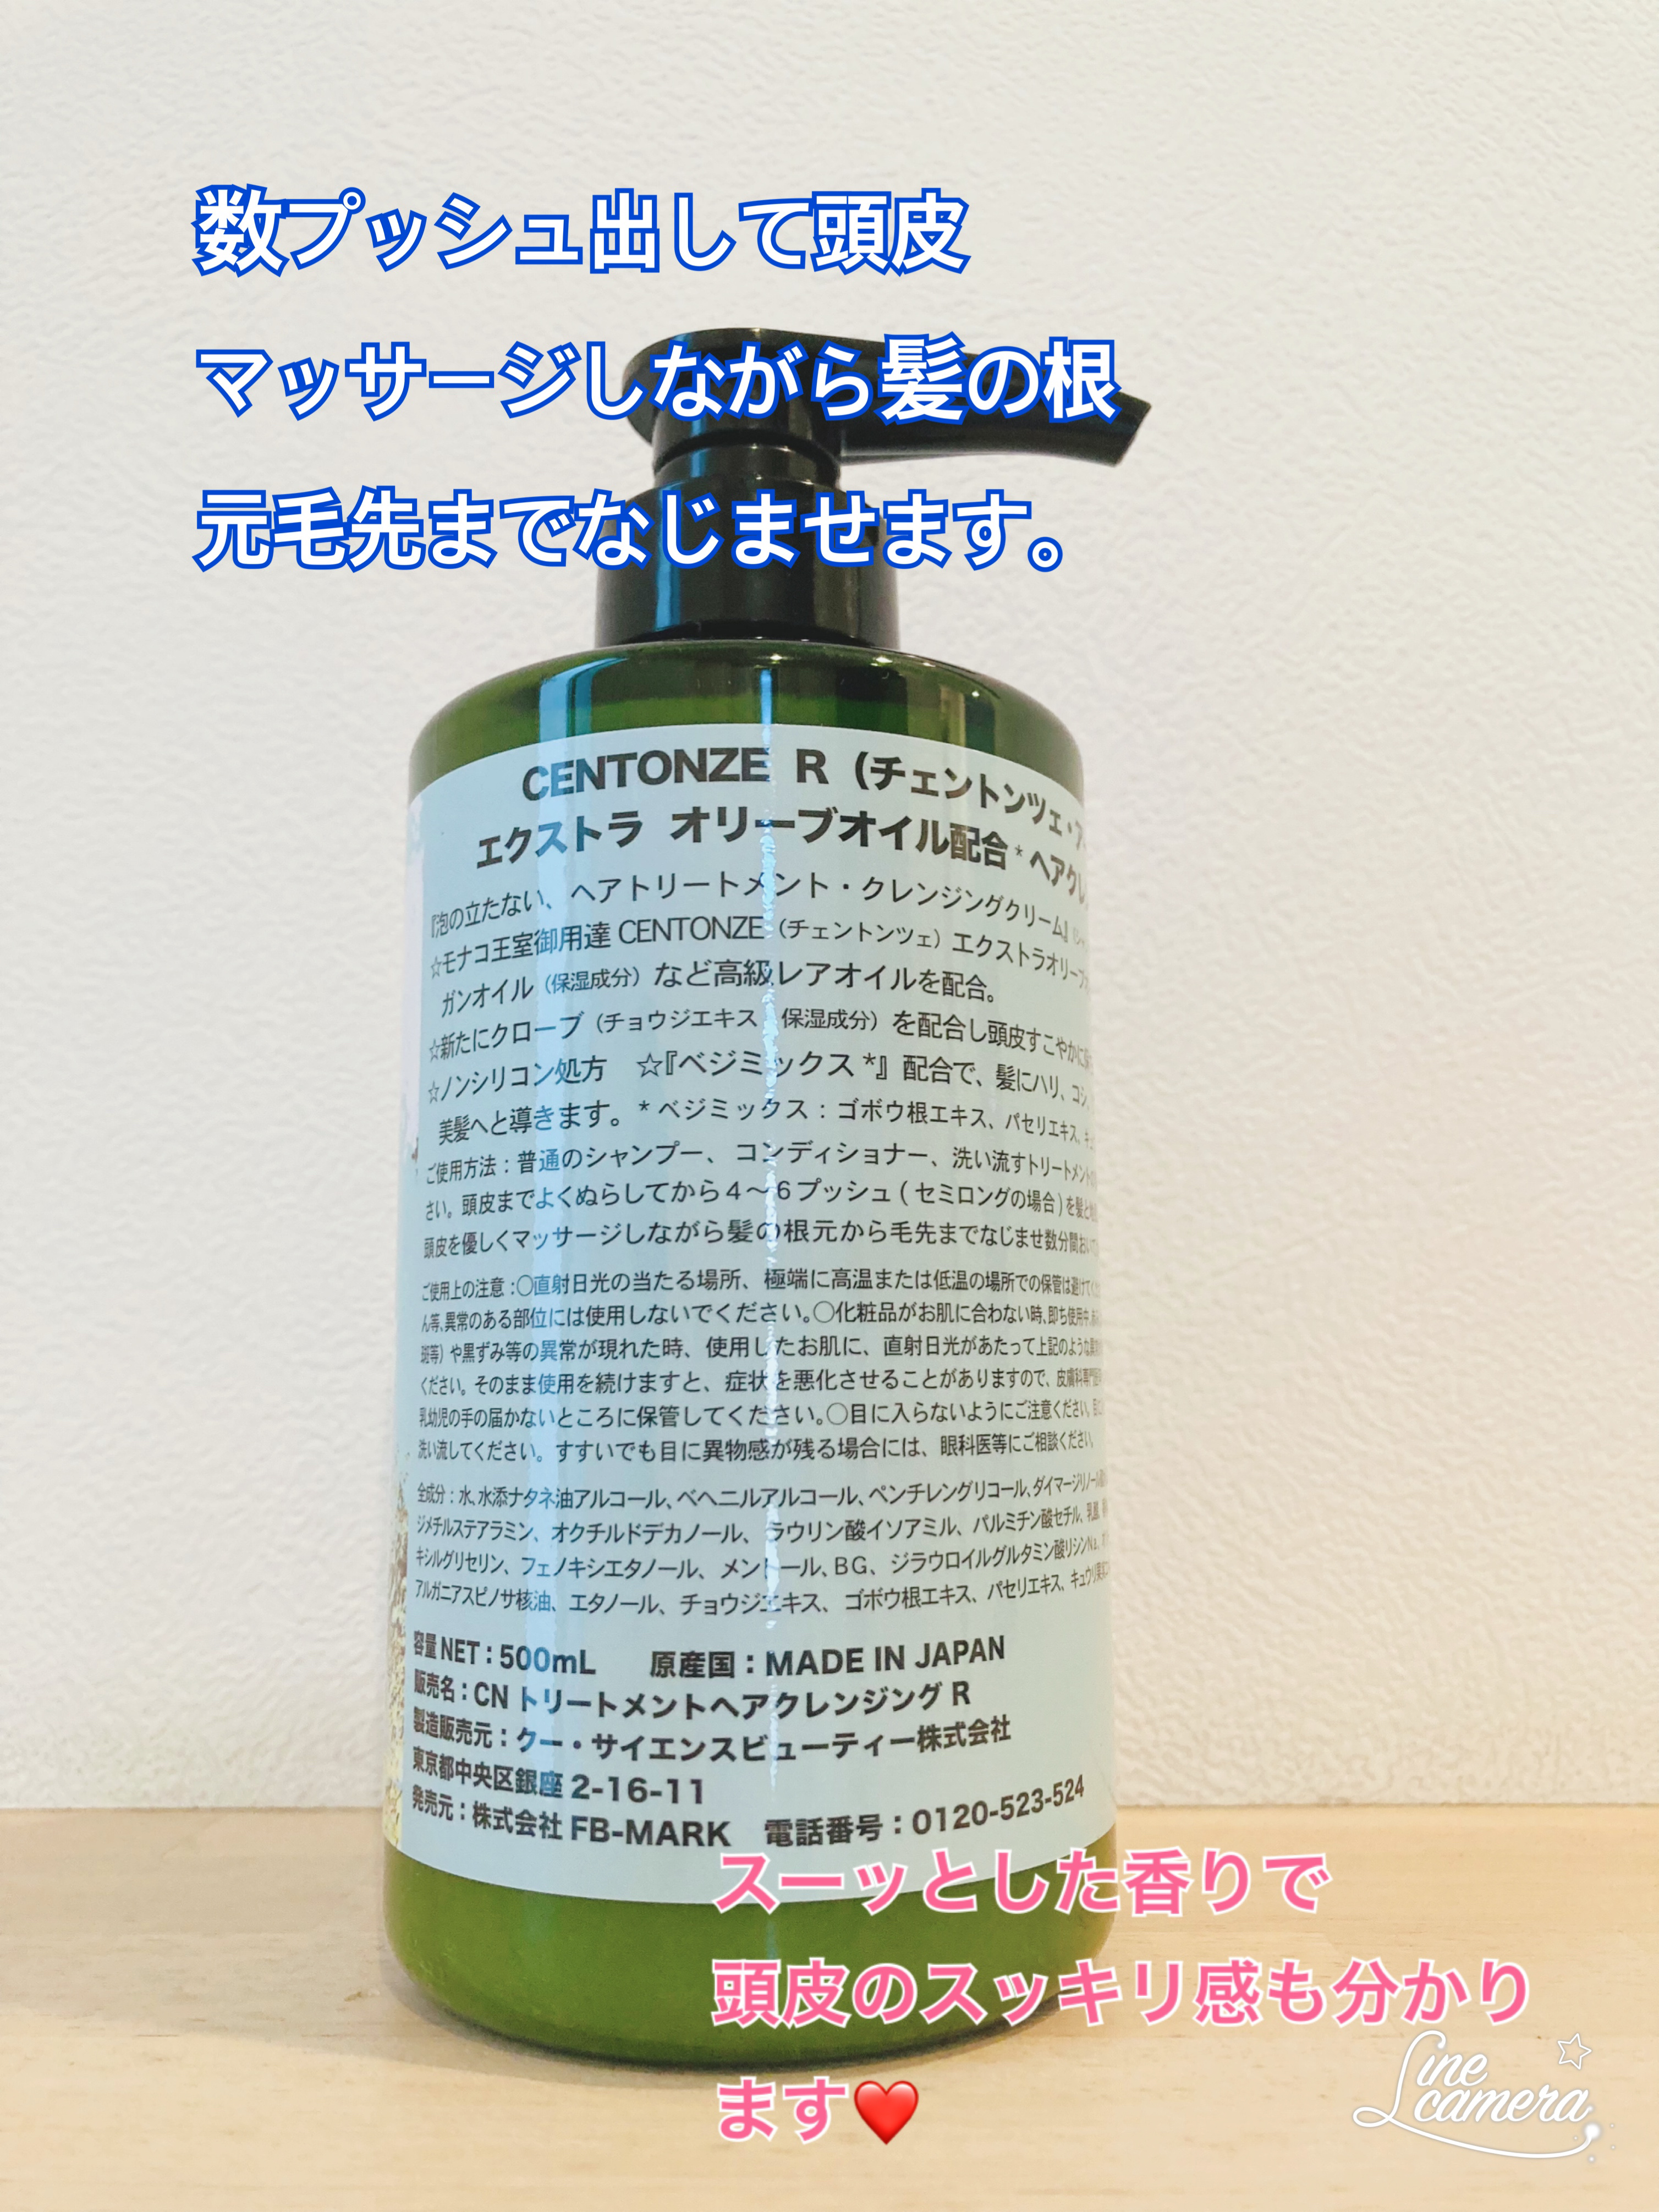 数プッシュ出して頭皮
マッサージしながら髪の根
元毛先までなじませます。
CENTONZE R (チェントンツェ・ア
エクストラ オリーブオイル配合*ヘアクレ
『泡の立たない、ヘアトリートメント・クレンジングクリーム』
☆モナコ王室御用達 CENTONZE（チェントンツェ）エクストラオリーブ
ガンオイル（保湿成分）など高級レアオイルを配合。
☆新たにクローブ（チョウジエキス 保湿成分）を配合し頭皮すこやかに
☆ノンシリコン処方 ☆『ベジミックス*』配合で、髪にハリ、コシ、
美髪へと導きます。*ベジミックス：ゴボウ根エキス、パセリエキス、キュ
ご使用方法：普通のシャンプー、コンディショナー、洗い流すトリートメント
さい。頭皮までよくぬらしてから4〜6プッシュ(セミロングの場合)を髪と
頭皮を優しくマッサージしながら髪の根元から毛先までなじませ数分間おいて
ご使用上の注意：○直射日光の当たる場所、極端に高温または低温の場所での保管は避けてく
ん等、異常のある部位には使用しないでください。○化粧品がお肌に合わない時、即ち使用中、
斑等）や黒ずみ等の異常が現れた時、使用したお肌に、直射日光があたって上記のような異常
ください。そのまま使用を続けますと、症状を悪化させることがありますので、皮膚科専門医
乳幼児の手の届かないところに保管してください。○目に入らないようにご注意ください。
洗い流してください。すすいでも目に異物感が残る場合には、眼科医等にご相談ください。
全成分：水、水添ナタネ油アルコール、ベヘニルアルコール、ペンチレングリコール、ダイマージリノール
ジメチルステアラミン、オクチルドデカノール、ラウリン酸イソアミル、パルミチン酸セチル、乳酸、
キシルグリセリン、フェノキシエタノール、メントール、BG、ジラウロイルグルタミン酸リシンNa、
アルガニアスピノサ核油、エタノール、チョウジエキス、ゴボウ根エキス、パセリエキス、キュウリ果実
容量 NET：500mL 原産国：MADE IN JAPAN
販売名：CN トリートメントヘアクレンジング R
製造販売元：クー・サイエンスビューティー株式会社
東京都中央区銀座 2-16-11
発売元：株式会社 FB-MARK 電話番号：0120-523-524
スーッとした香りで
頭皮のスッキリ感も分かり
ます❤️
Line camera